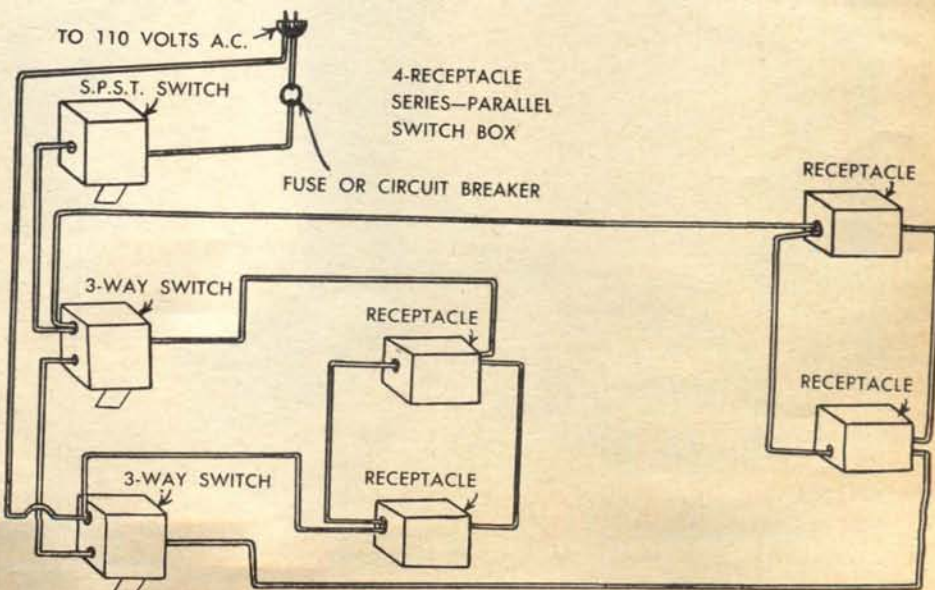 TO 110 VOLTS A.C.
S.P.S.T. SWITCH
4-RECEPTACLE
SERIES—PARALLEL
SWITCH BOX
FUSE OR CIRCUIT BREAKER
RECEPTACLE
3-WAY SWITCH
RECEPTACLE
RECEPTACLE
3-WAY SWITCH
RECEPTACLE